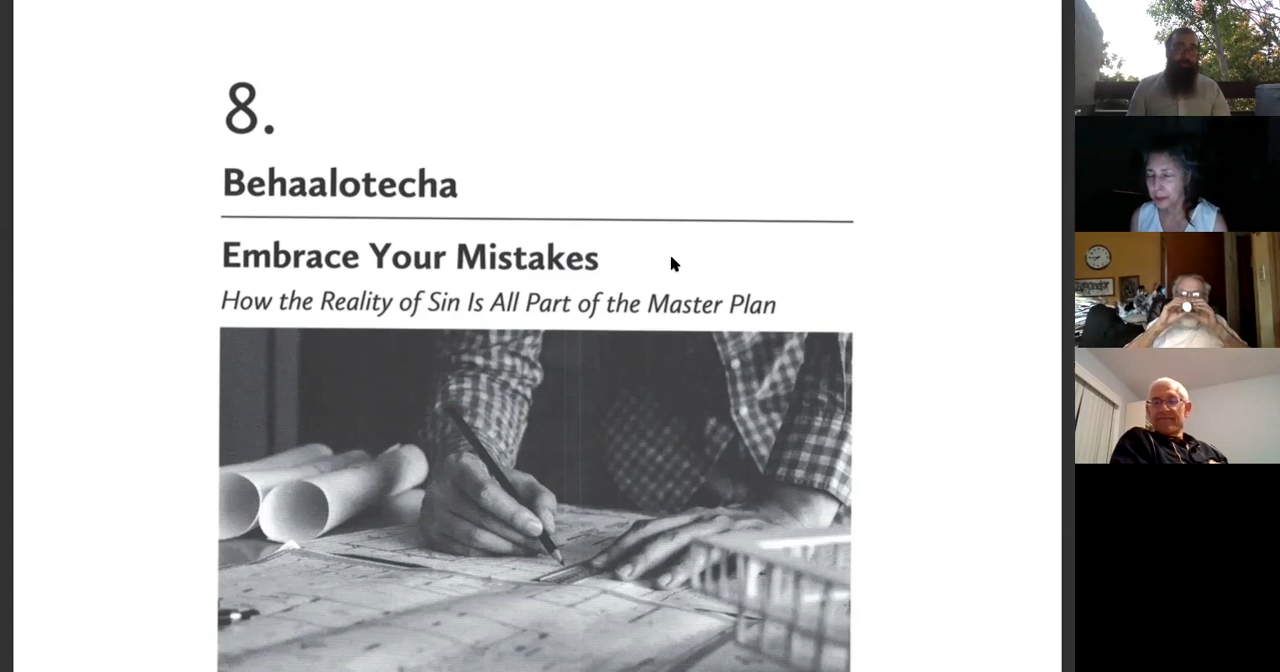 8.
Behaalotecha
Embrace Your Mistakes
How the Reality of Sin Is All Part of the Master Plan